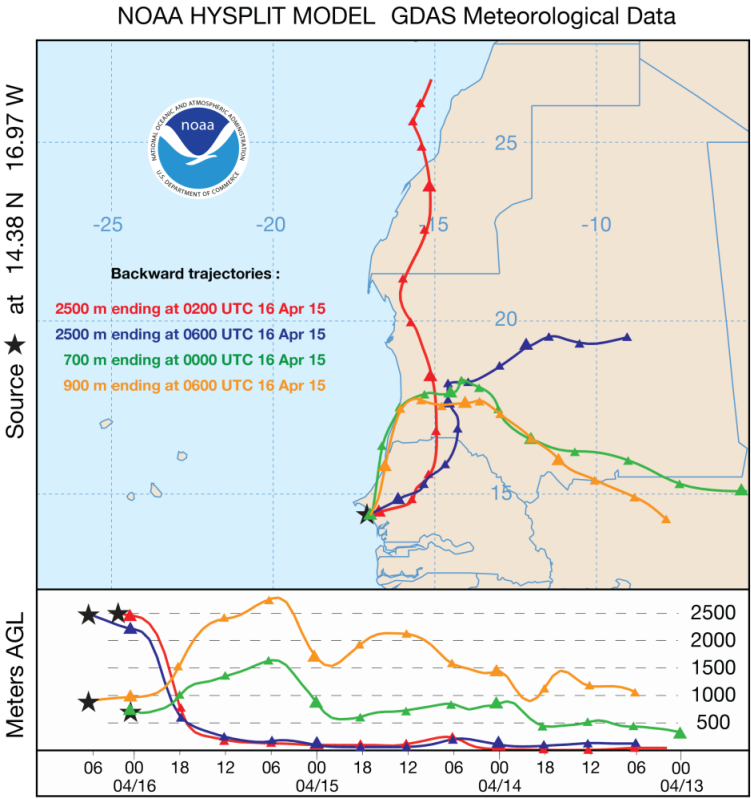 NOAA HYSPLIT MODEL GDAS Meteorological Data
Source ★ at 14.38 N 16.97 W
NATIONAL OCEANIC AND ATMOSPHERIC ADMINISTRATION
noaa
U.S. DEPARTMENT OF COMMERCE
25
-25 -20 -15 -10
Backward trajectories :
2500 m ending at 0200 UTC 16 Apr 15
2500 m ending at 0600 UTC 16 Apr 15
700 m ending at 0000 UTC 16 Apr 15
900 m ending at 0600 UTC 16 Apr 15
20
15
Meters AGL
2500
2000
1500
1000
500
06 00 18 12 06 00 18 12 06 00 18 12 06 00
04/16 04/15 04/14 04/13